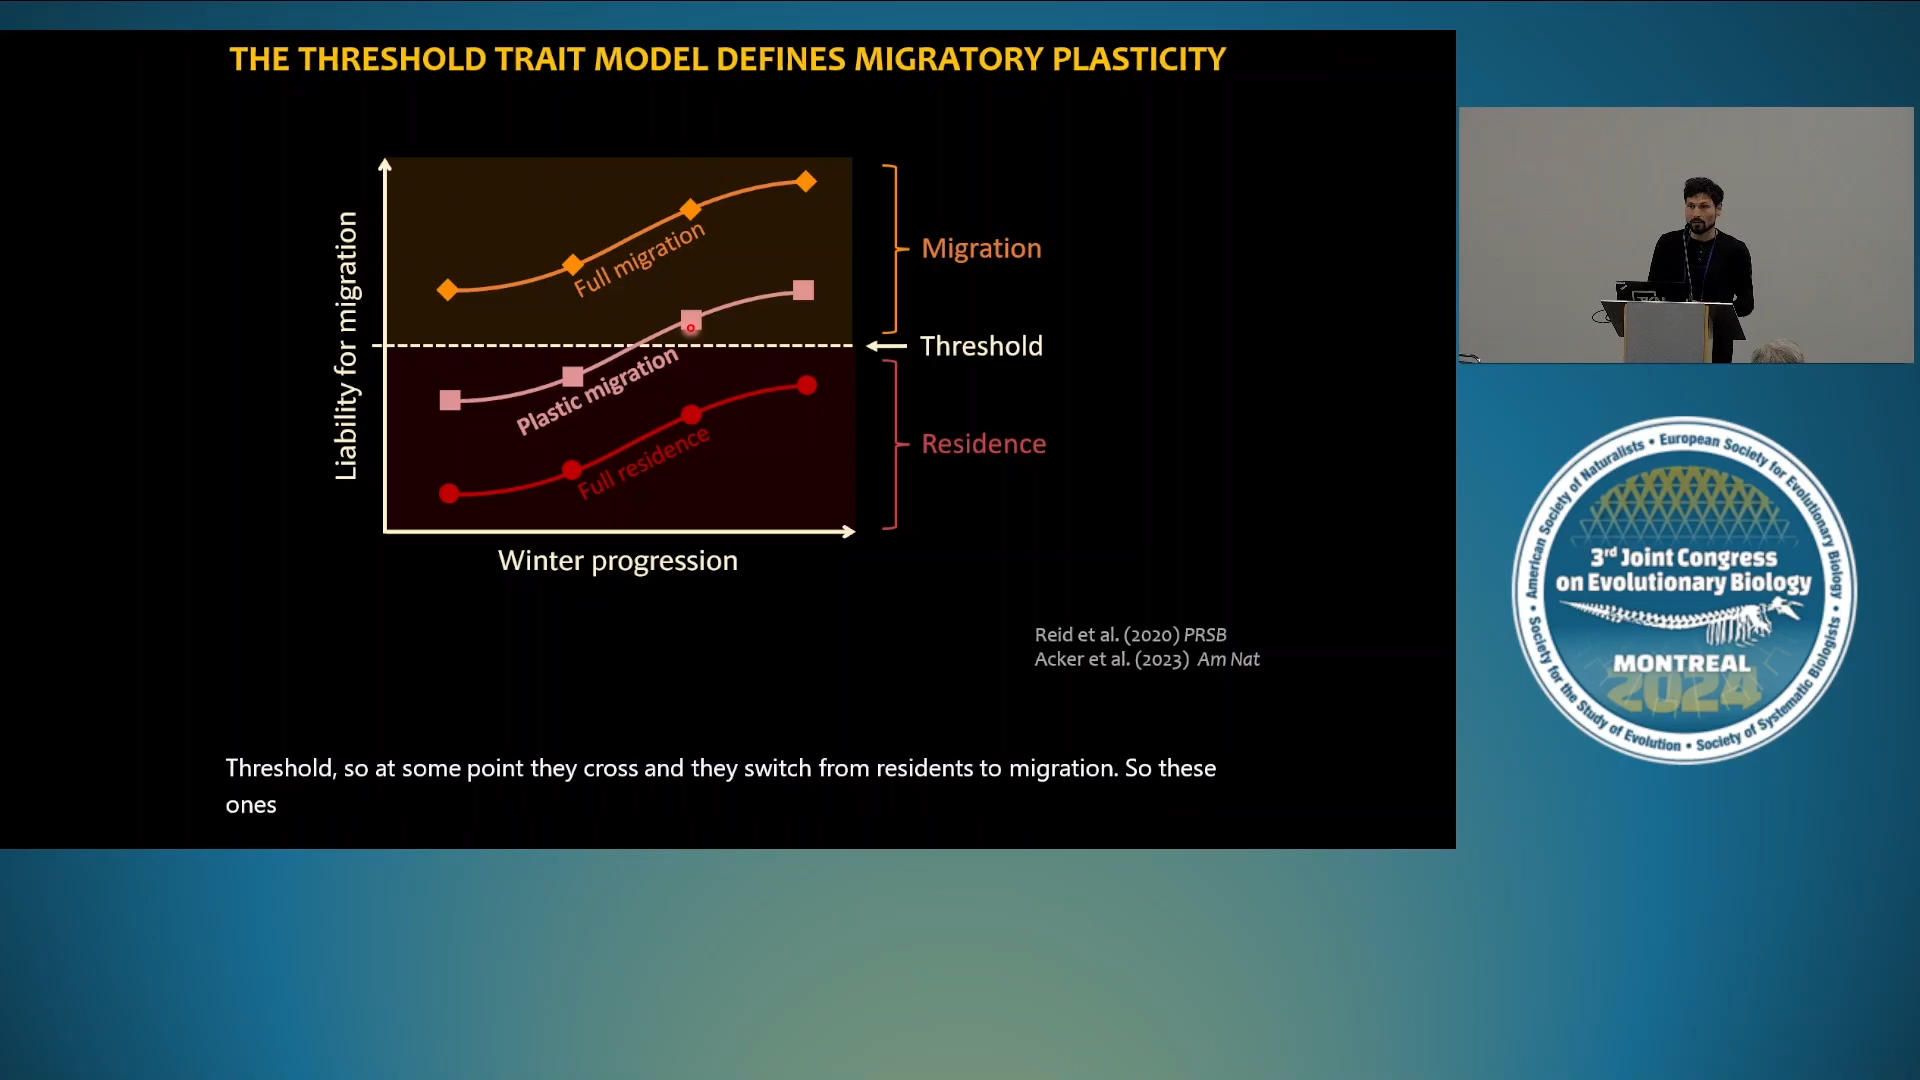 THE THRESHOLD TRAIT MODEL DEFINES MIGRATORY PLASTICITY
Liability for migration
Full migration
Plastic migration
Full residence
Winter progression
Migration
Threshold
Residence
Reid et al. (2020) PRSB
Acker et al. (2023) Am Nat
Threshold, so at some point they cross and they switch from residents to migration. So these
ones
American Society of Naturalists • European Society for Evolutionary Biology •
Society for the Study of Evolution • Society of Systematic Biologists •
3rd Joint Congress
on Evolutionary Biology
MONTREAL
2024